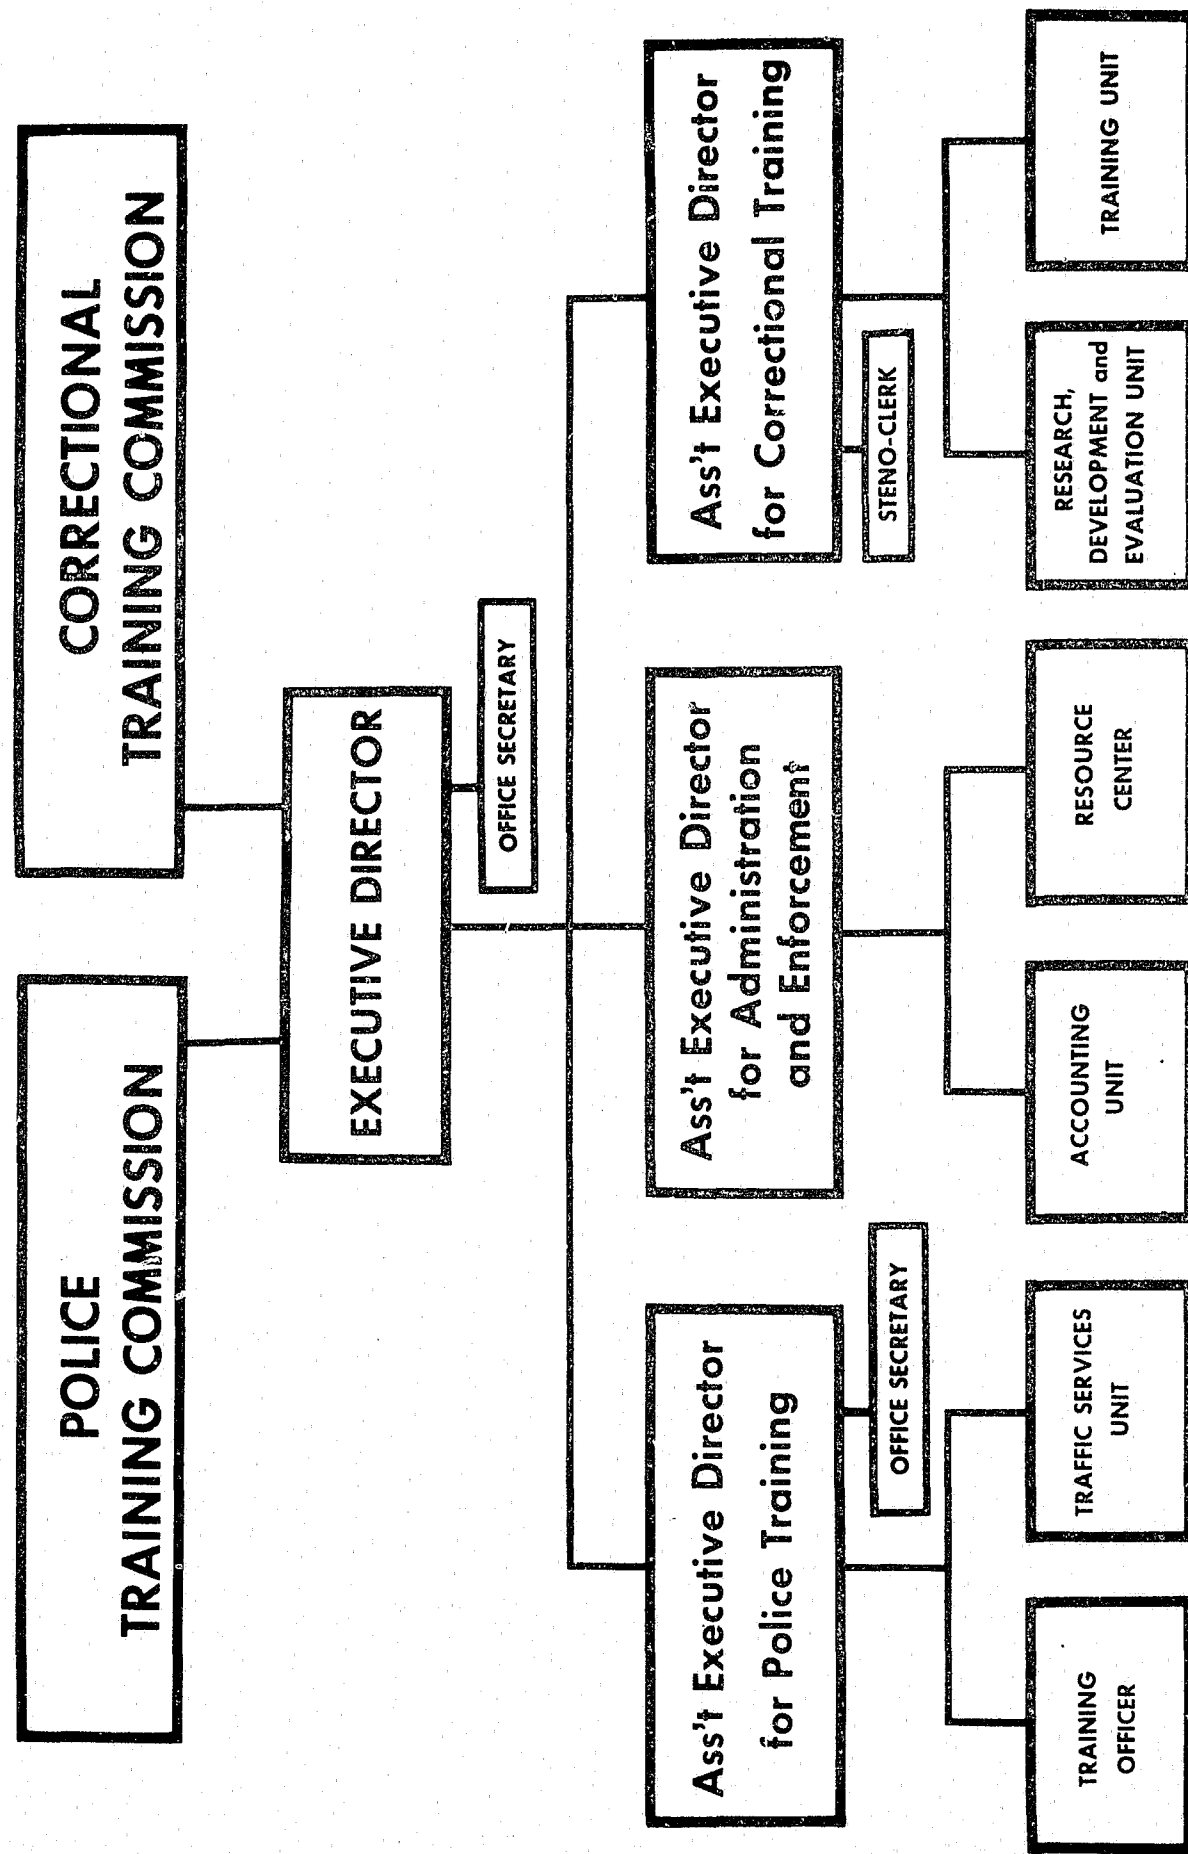 POLICE
TRAINING COMMISSION
CORRECTIONAL
TRAINING COMMISSION
EXECUTIVE DIRECTOR
OFFICE SECRETARY
Ass't Executive Director
for Police Training
Ass't Executive Director
for Administration
and Enforcement
Ass't Executive Director
for Correctional Training
OFFICE SECRETARY
STENO-CLERK
TRAINING
OFFICER
TRAFFIC SERVICES
UNIT
ACCOUNTING
UNIT
RESOURCE
CENTER
RESEARCH,
DEVELOPMENT and
EVALUATION UNIT
TRAINING UNIT